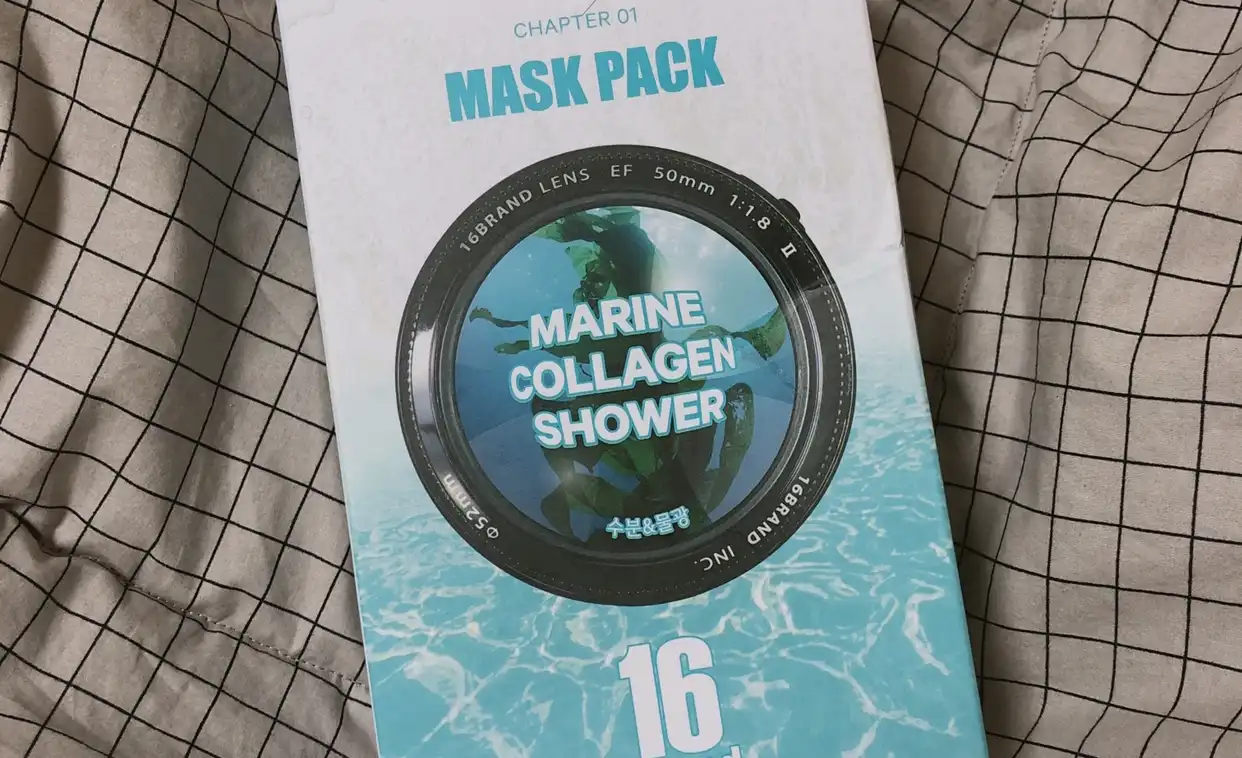 CHAPTER 01
MASK PACK
16BRAND LENS EF 50mm 1:1.8 II
MARINE
COLLAGEN
SHOWER
수분&물광
Φ52mm
16BRAND INC.
16